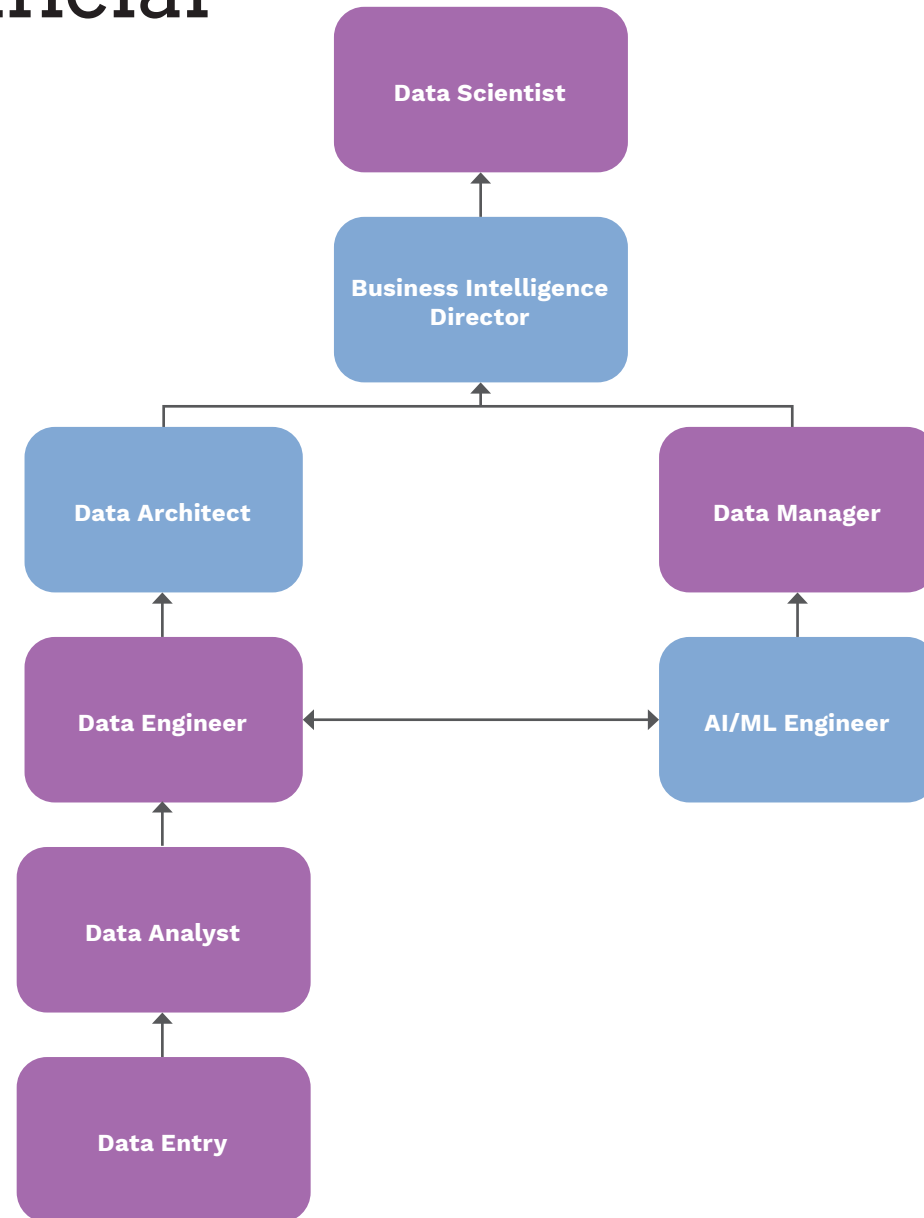 Data Scientist
Business Intelligence
Director
Data Architect
Data Manager
Data Engineer
AI/ML Engineer
Data Analyst
Data Entry